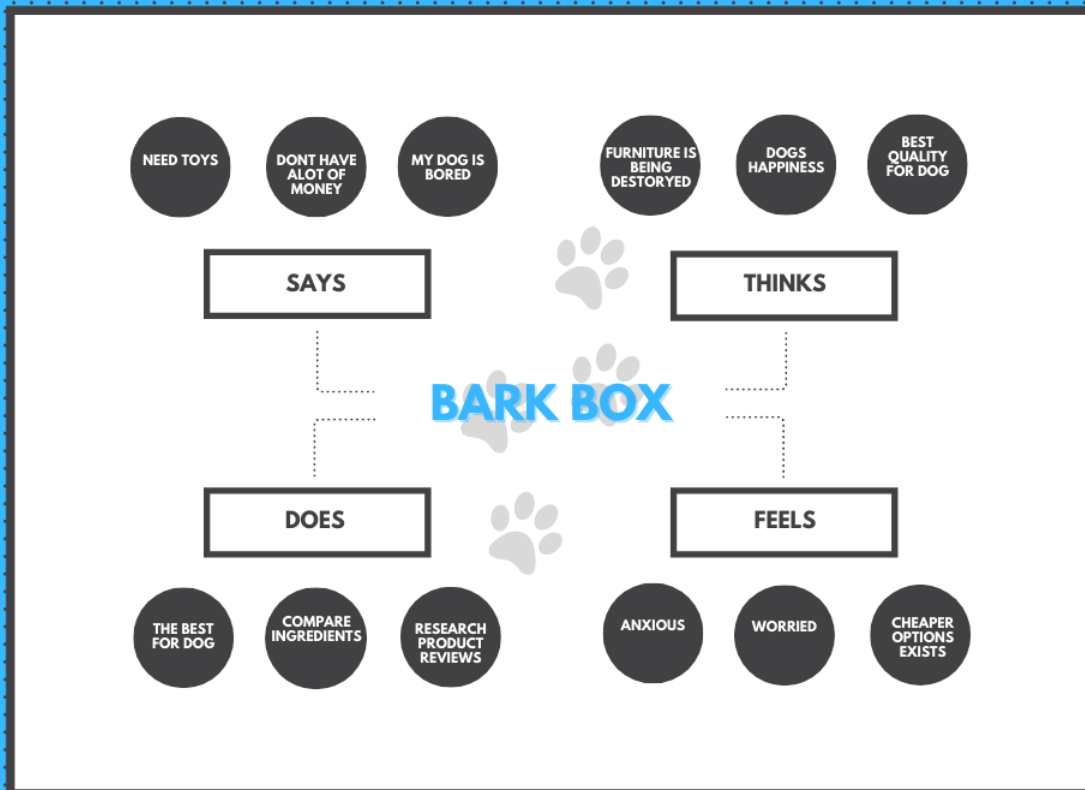 NEED TOYS
DONT HAVE
ALOT OF
MONEY
MY DOG IS
BORED
FURNITURE IS
BEING
DESTORYED
DOGS
HAPPINESS
BEST
QUALITY
FOR DOG
SAYS
THINKS
BARK BOX
DOES
FEELS
THE BEST
FOR DOG
COMPARE
INGREDIENTS
RESEARCH
PRODUCT
REVIEWS
ANXIOUS
WORRIED
CHEAPER
OPTIONS
EXISTS